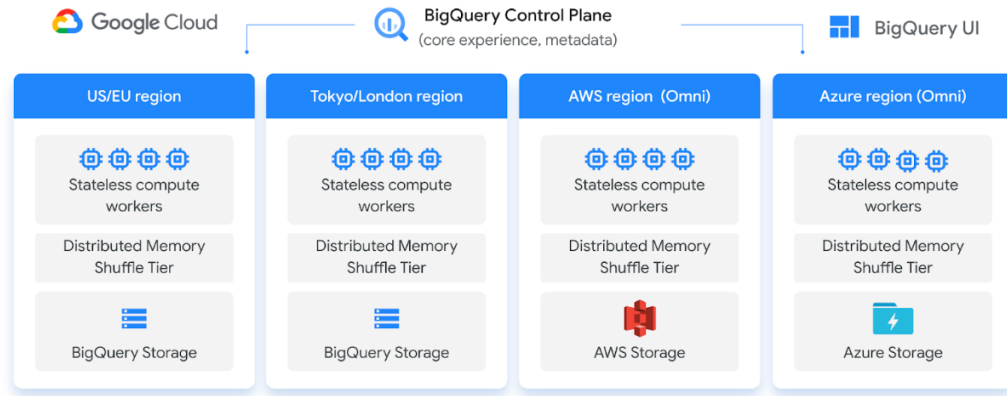 Google Cloud
BigQuery Control Plane
(core experience, metadata)
BigQuery UI
US/EU region
Stateless compute
workers
Distributed Memory
Shuffle Tier
BigQuery Storage
Tokyo/London region
Stateless compute
workers
Distributed Memory
Shuffle Tier
BigQuery Storage
AWS region (Omni)
Stateless compute
workers
Distributed Memory
Shuffle Tier
AWS Storage
Azure region (Omni)
Stateless compute
workers
Distributed Memory
Shuffle Tier
Azure Storage